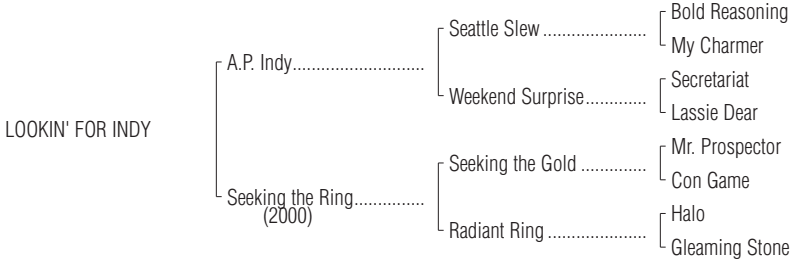 Bold Reasoning
Seattle Slew ......................
My Charmer
A.P. Indy............................
Secretariat
Weekend Surprise.............
Lassie Dear
LOOKIN' FOR INDY
Mr. Prospector
Seeking the Gold ..............
Con Game
Seeking the Ring...............
(2000)
Halo
Radiant Ring .....................
Gleaming Stone